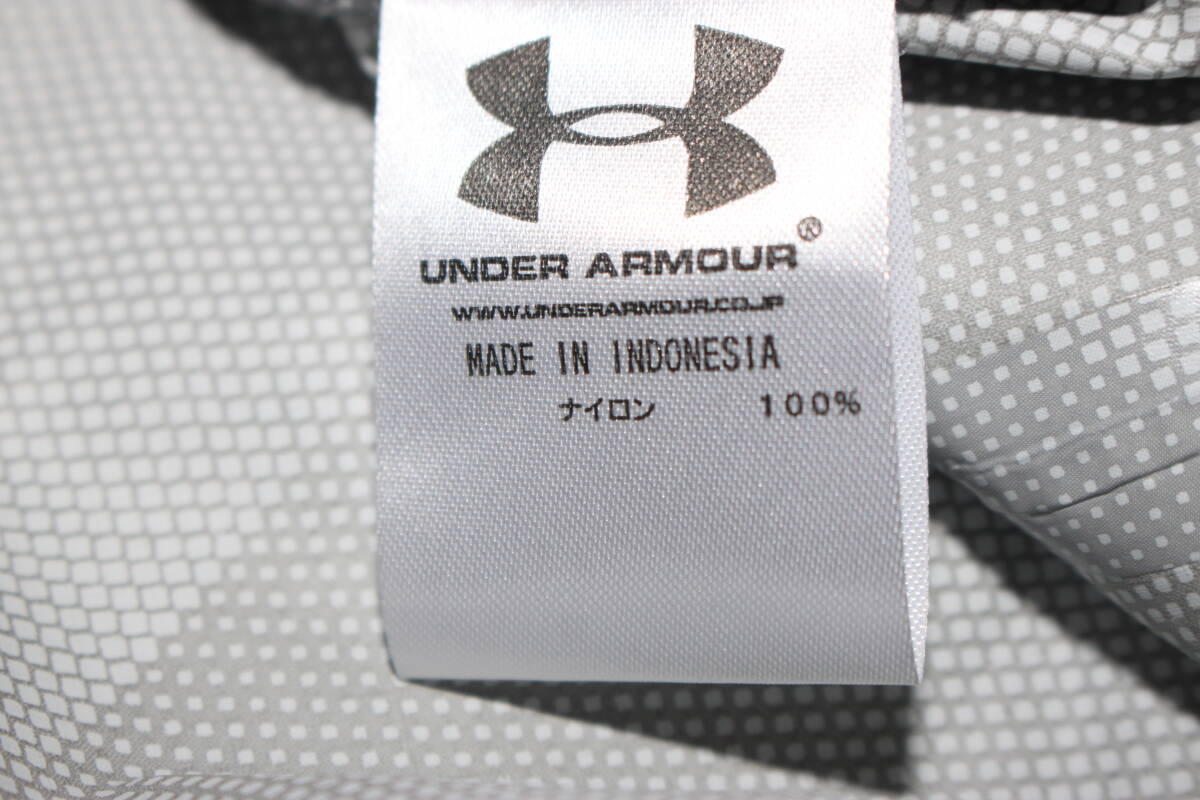 UNDER ARMOUR®
WWW.UNDERARMOUR.CO.JP
MADE IN INDONESIA
ナイロン 100%